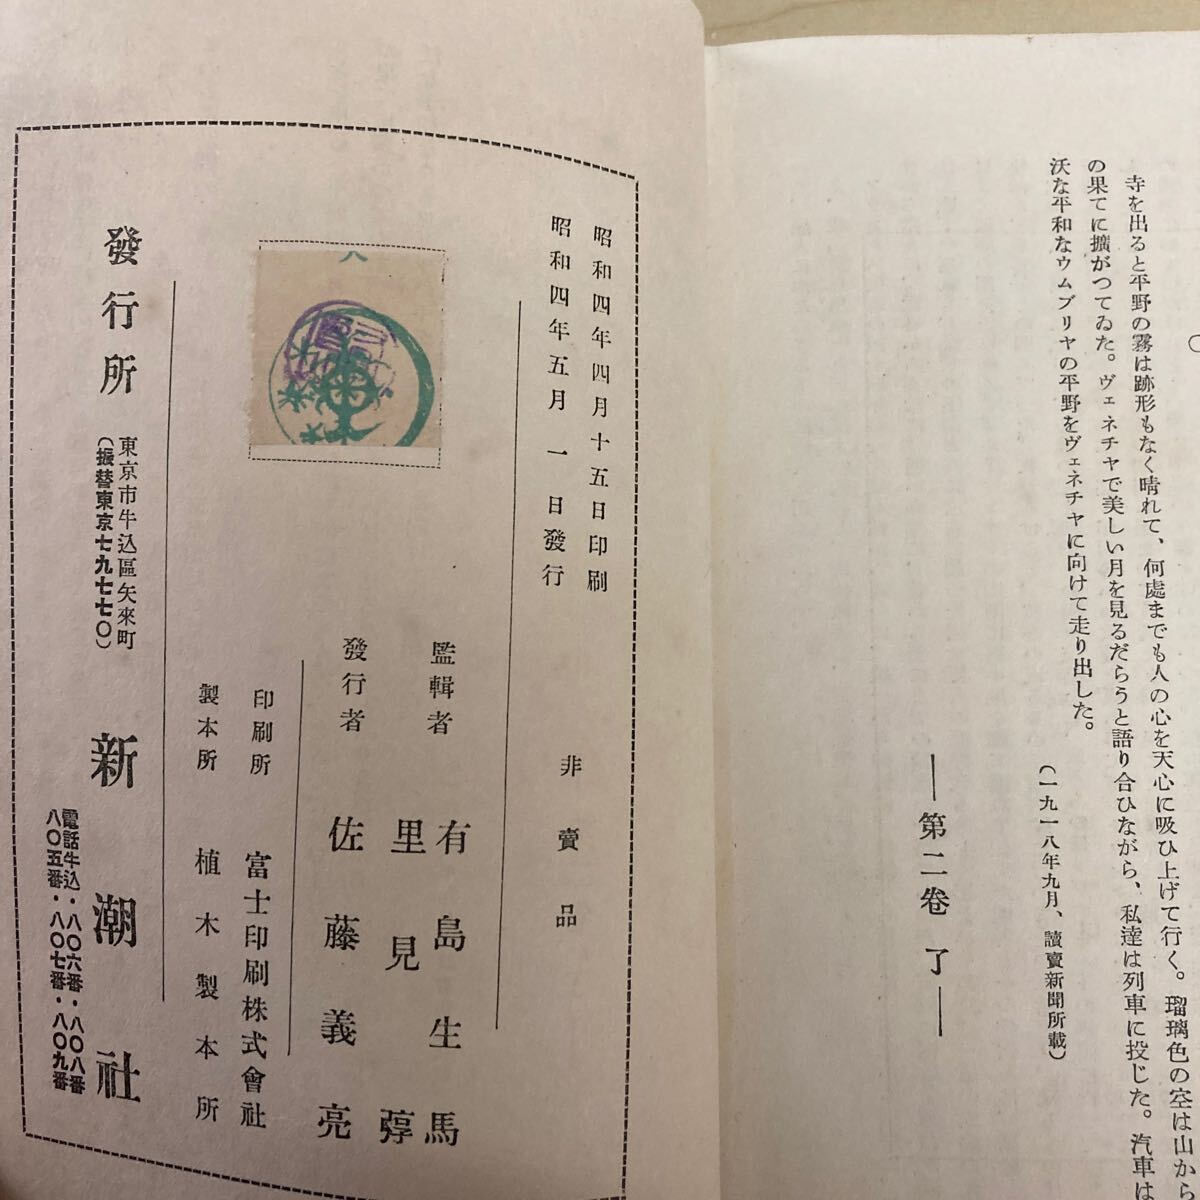 寺を出ると平野の霧は跡形もなく晴れて、何處までも人の心を天心に吸ひ上げて行く。瑠璃色の空は山から
の果てに擴がつてゐた。ヴェネチヤで美しい月を見るだらうと語り合ひながら、私達は列車に投じた。汽車は
沃な平和なウムブリヤの平野をヴェネチヤに向けて走り出した。
(一九一八年九月、讀賣新聞所載)
―第二卷 了―
昭和四年四月十五日印刷
昭和四年五月一日發行
非賣品
監輯者 有島生馬
里見弴
發行者 佐藤義亮
印刷所 富士印刷株式會社
製本所 植木製本所
發行所 東京市牛込區矢來町
(振替東京七九七七〇)
新潮社
電話牛込・八〇六番・八〇八番
八〇五番・八〇七番・八〇九番